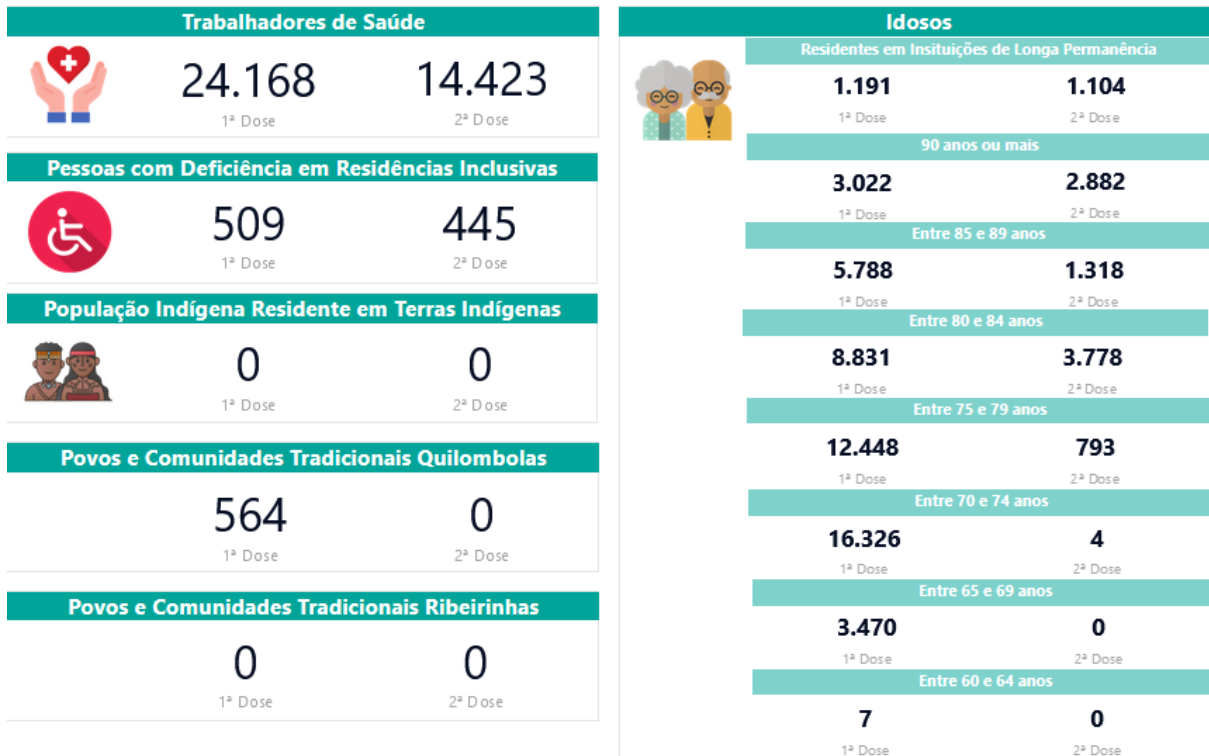 Trabalhadores de Saúde
24.168 14.423
1ª Dose 2ª Dose
Pessoas com Deficiência em Residências Inclusivas
509 445
1ª Dose 2ª Dose
População Indígena Residente em Terras Indígenas
0 0
1ª Dose 2ª Dose
Povos e Comunidades Tradicionais Quilombolas
564 0
1ª Dose 2ª Dose
Povos e Comunidades Tradicionais Ribeirinhas
0 0
1ª Dose 2ª Dose
Idosos
Residentes em Insituições de Longa Permanência
1.191 1.104
1ª Dose 2ª Dose
90 anos ou mais
3.022 2.882
1ª Dose 2ª Dose
Entre 85 e 89 anos
5.788 1.318
1ª Dose 2ª Dose
Entre 80 e 84 anos
8.831 3.778
1ª Dose 2ª Dose
Entre 75 e 79 anos
12.448 793
1ª Dose 2ª Dose
Entre 70 e 74 anos
16.326 4
1ª Dose 2ª Dose
Entre 65 e 69 anos
3.470 0
1ª Dose 2ª Dose
Entre 60 e 64 anos
7 0
1ª Dose 2ª Dose